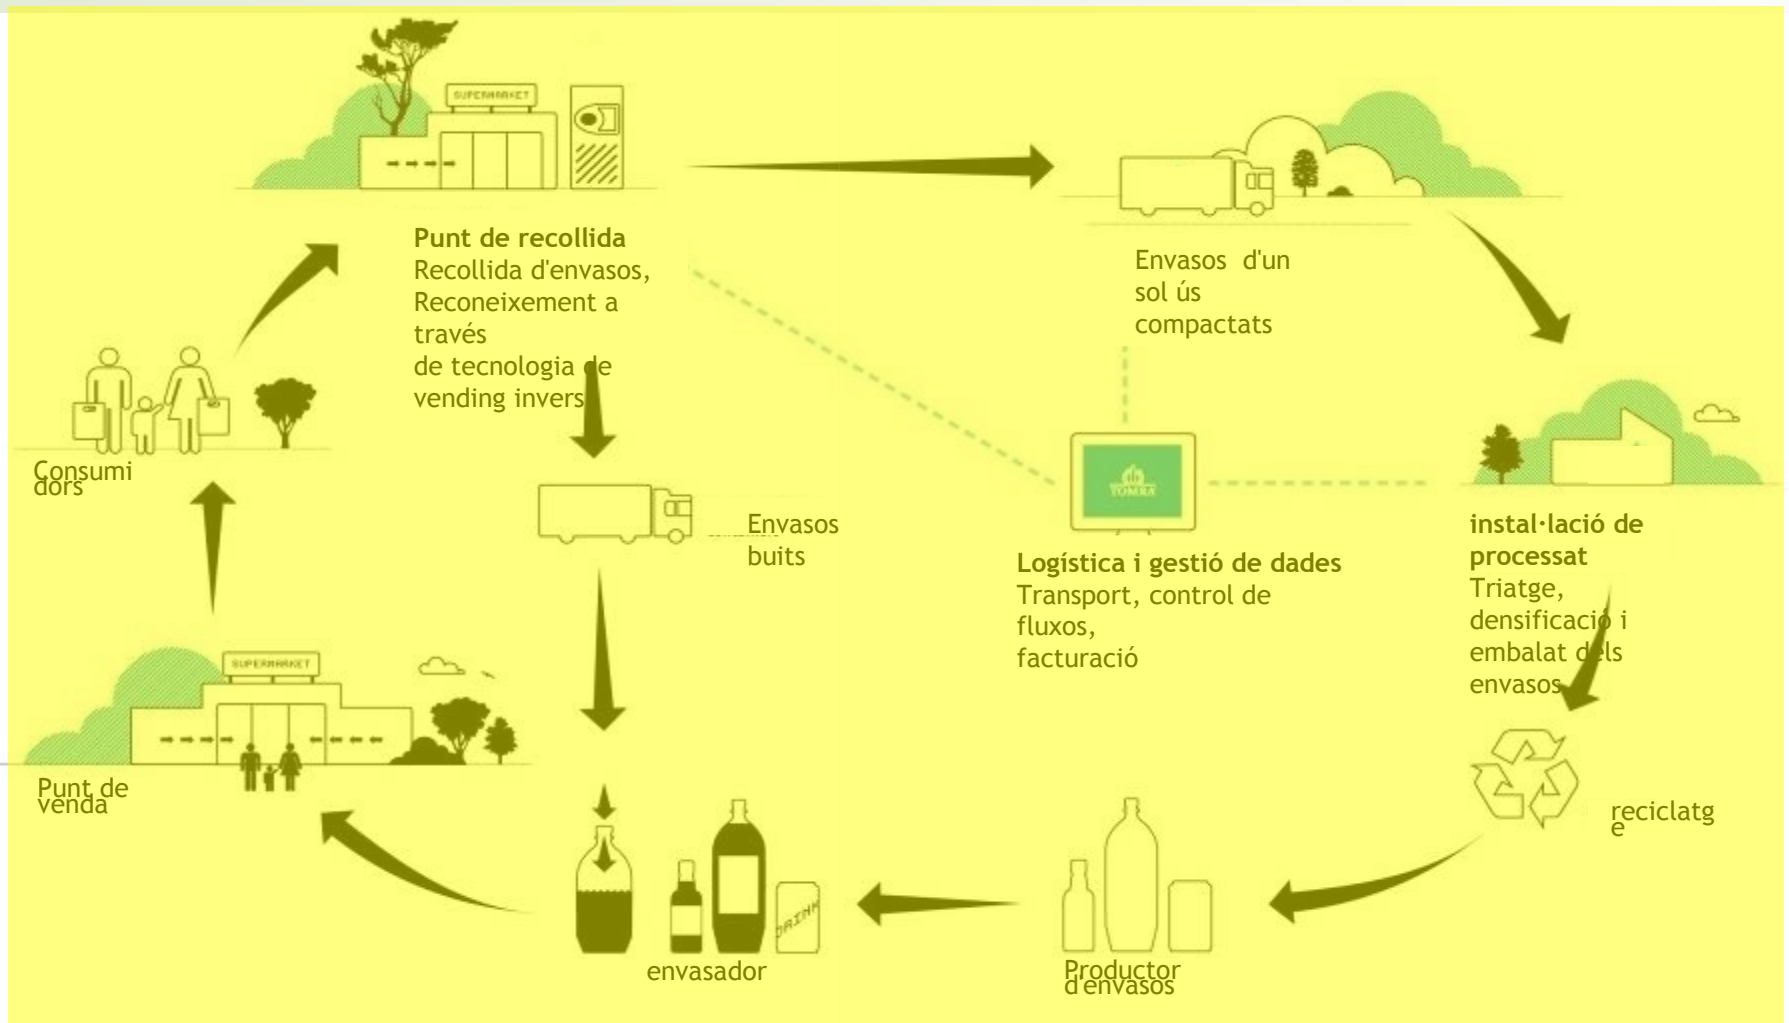 SUPERMARKET
Punt de recollida
Recollida d'envasos,
Reconeixement a
través
de tecnologia de
vending invers
Envasos d'un
sol ús
compactats
Consumi
dors
TOMRA
Envasos
buits
Logística i gestió de dades
Transport, control de
fluxos,
facturació
instal·lació de
processat
Triatge,
densificació i
embalat dels
envasos
SUPERMARKET
Punt de
venda
reciclatg
e
DRINK
envasador
Productor
d'envasos